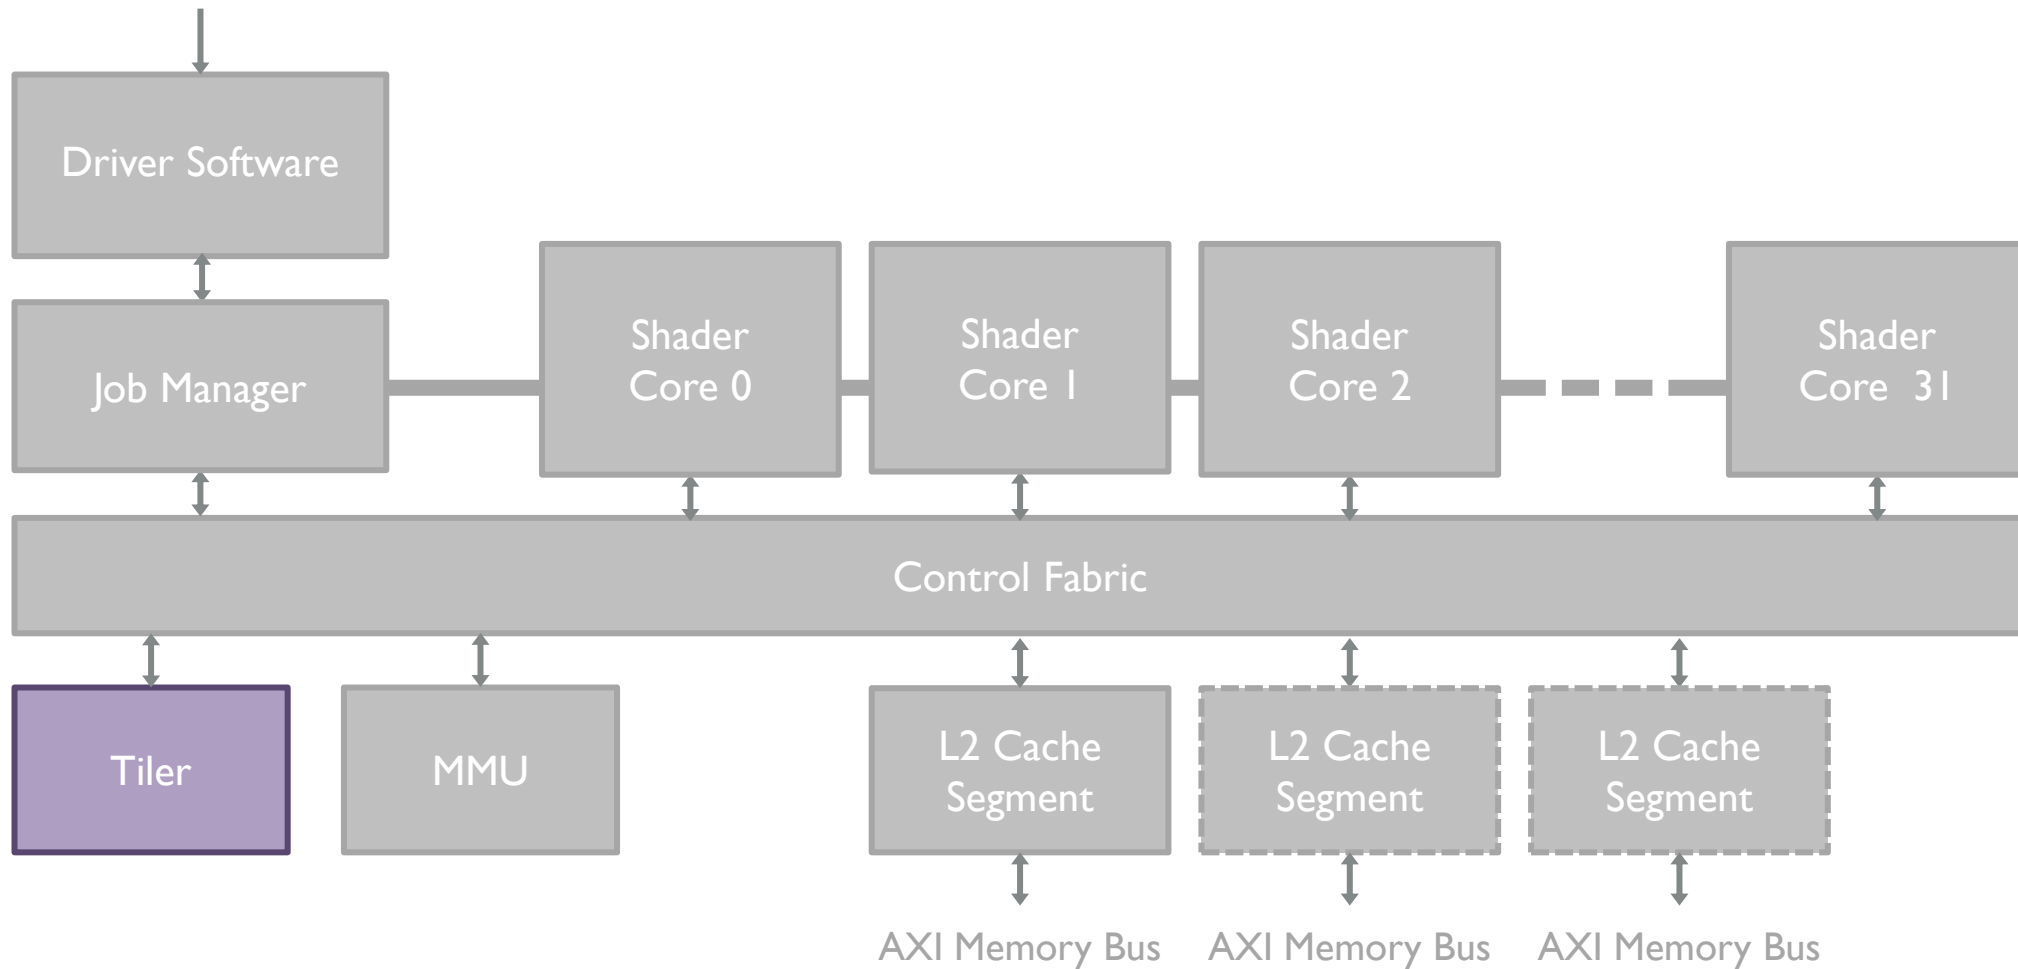 Driver Software
Job Manager
Shader
Core 0
Shader
Core 1
Shader
Core 2
Shader
Core 31
Control Fabric
Tiler
MMU
L2 Cache
Segment
L2 Cache
Segment
L2 Cache
Segment
AXI Memory Bus
AXI Memory Bus
AXI Memory Bus